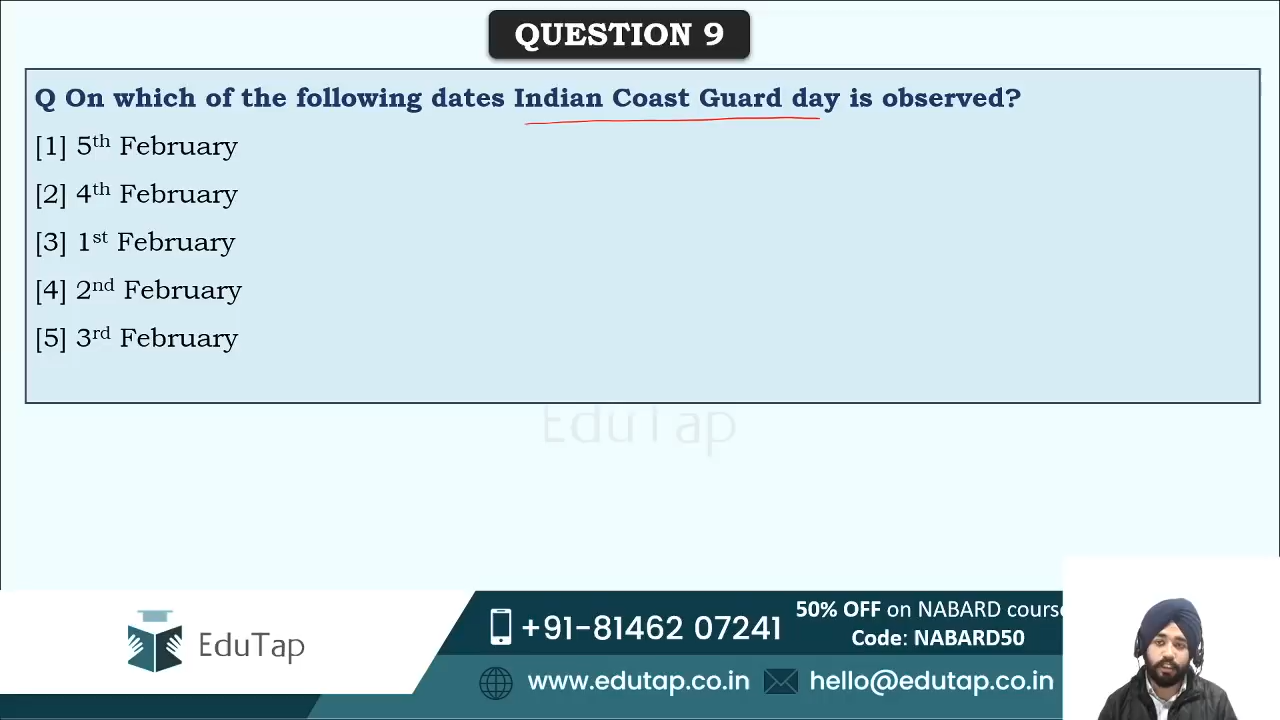 QUESTION 9
Q On which of the following dates Indian Coast Guard day is observed?
[1] 5th February
[2] 4th February
[3] 1st February
[4] 2nd February
[5] 3rd February
EduTap
EduTap
+91-81462 07241
50% OFF on NABARD course
Code: NABARD50
www.edutap.co.in
hello@edutap.co.in